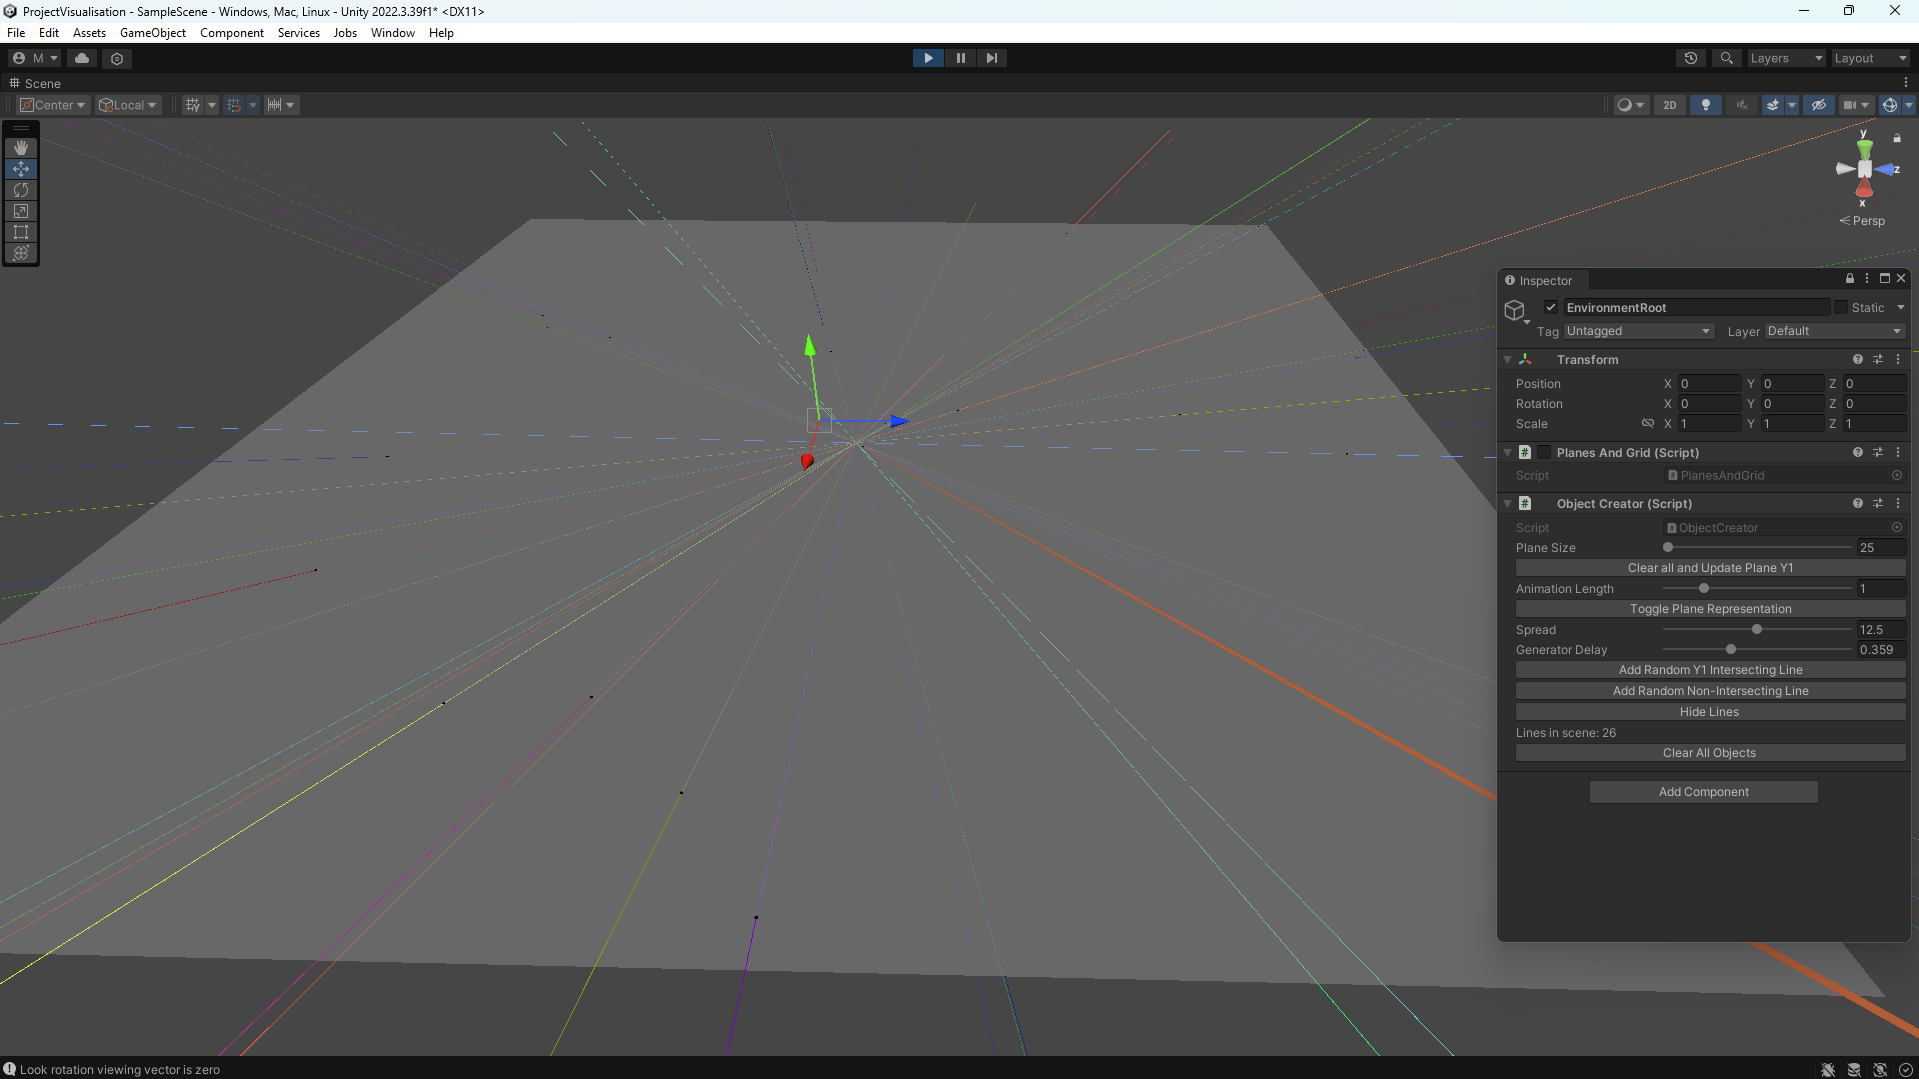 ProjectVisualisation - SampleScene - Windows, Mac, Linux - Unity 2022.3.39f1* <DX11>
File Edit Assets GameObject Component Services Jobs Window Help
M Layers Layout
Scene
Center Local 2D
y
z
x
Persp
Inspector
EnvironmentRoot Static
Tag Untagged Layer Default
Transform
Position X 0 Y 0 Z 0
Rotation X 0 Y 0 Z 0
Scale X 1 Y 1 Z 1
# Planes And Grid (Script)
Script PlanesAndGrid
# Object Creator (Script)
Script ObjectCreator
Plane Size 25
Clear all and Update Plane Y1
Animation Length 1
Toggle Plane Representation
Spread 12.5
Generator Delay 0.359
Add Random Y1 Intersecting Line
Add Random Non-Intersecting Line
Hide Lines
Lines in scene: 26
Clear All Objects
Add Component
Look rotation viewing vector is zero